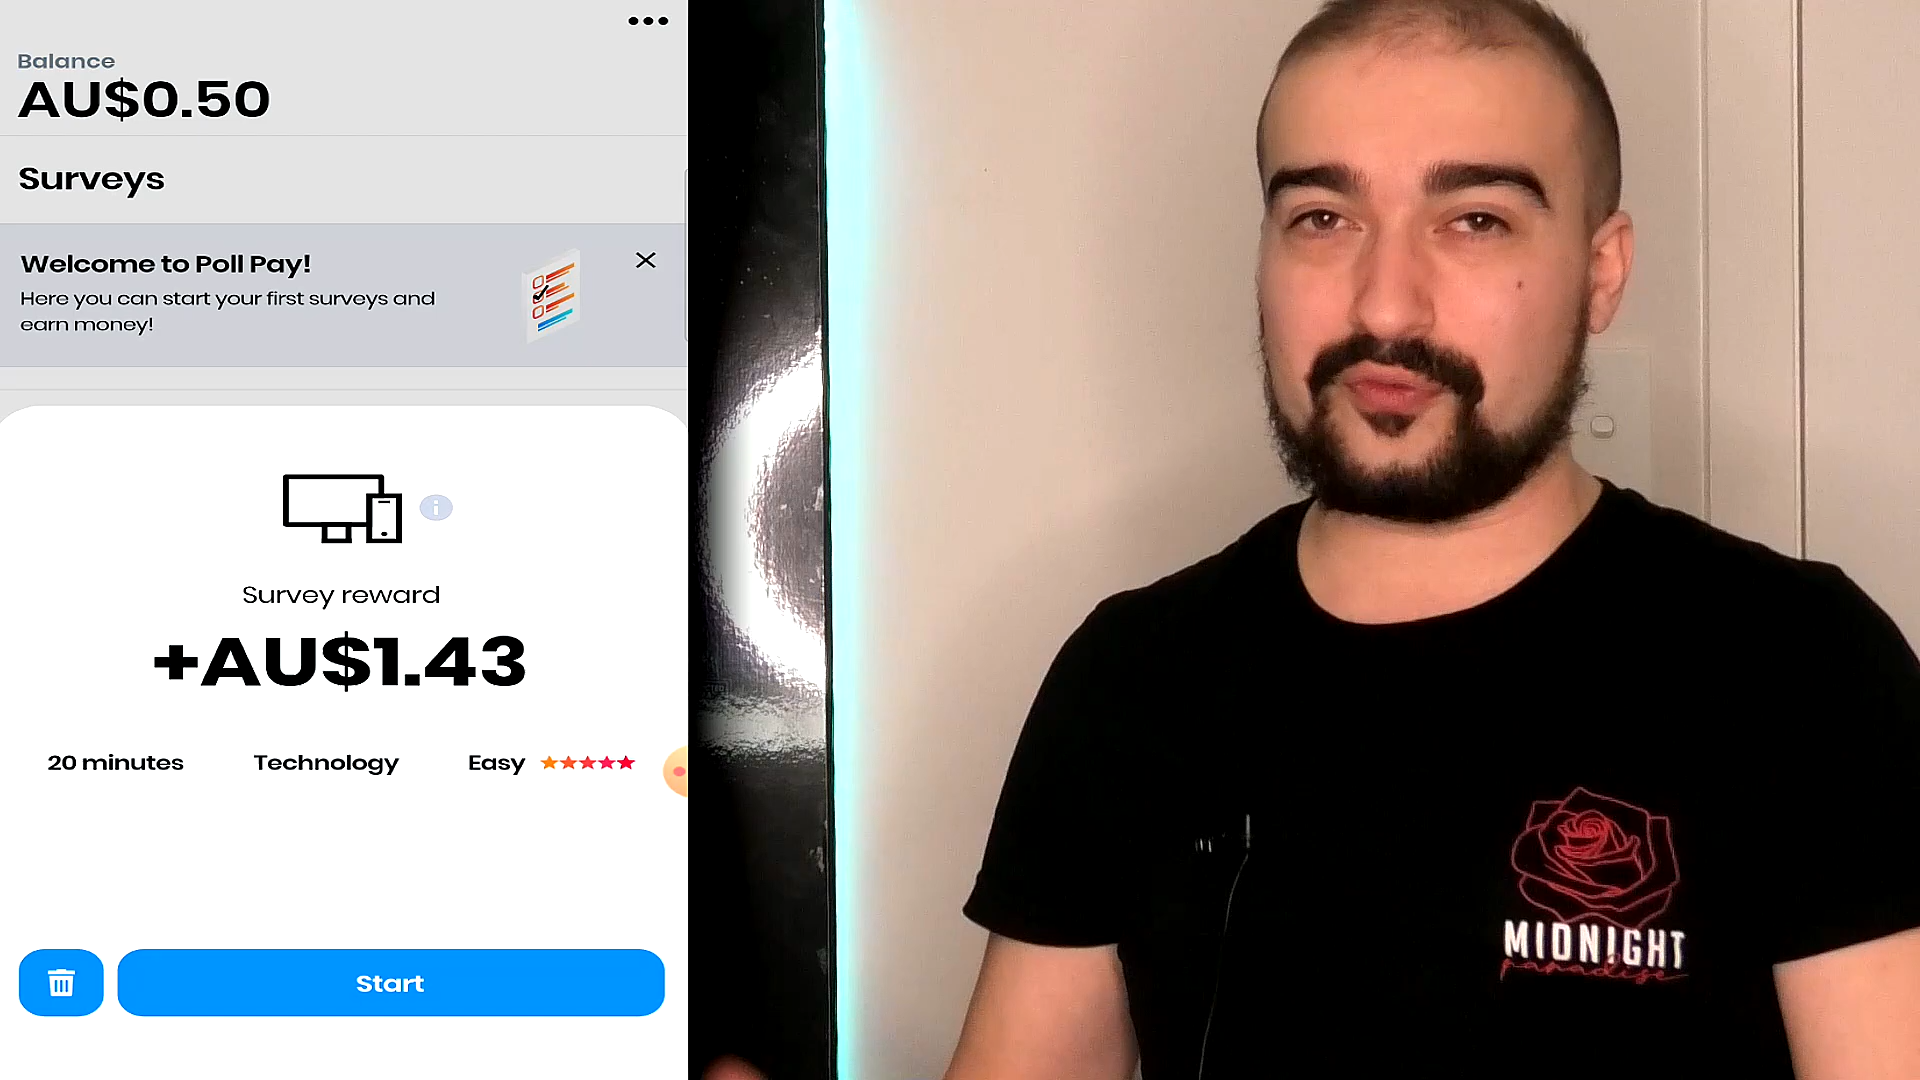 Balance
AU$0.50
Surveys
Welcome to Poll Pay!
Here you can start your first surveys and
earn money!
Survey reward
+AU$1.43
20 minutes Technology Easy
Start
MIDNIGHT
paradise